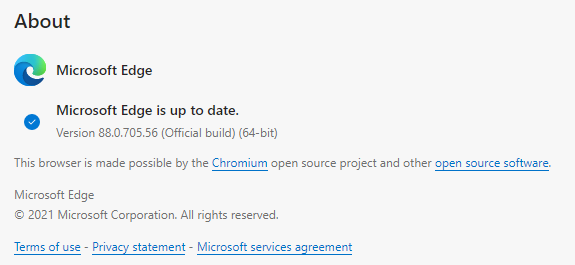 About
Microsoft Edge
Microsoft Edge is up to date.
Version 88.0.705.56 (Official build) (64-bit)
This browser is made possible by the Chromium open source project and other open source software.
Microsoft Edge
© 2021 Microsoft Corporation. All rights reserved.
Terms of use - Privacy statement - Microsoft services agreement